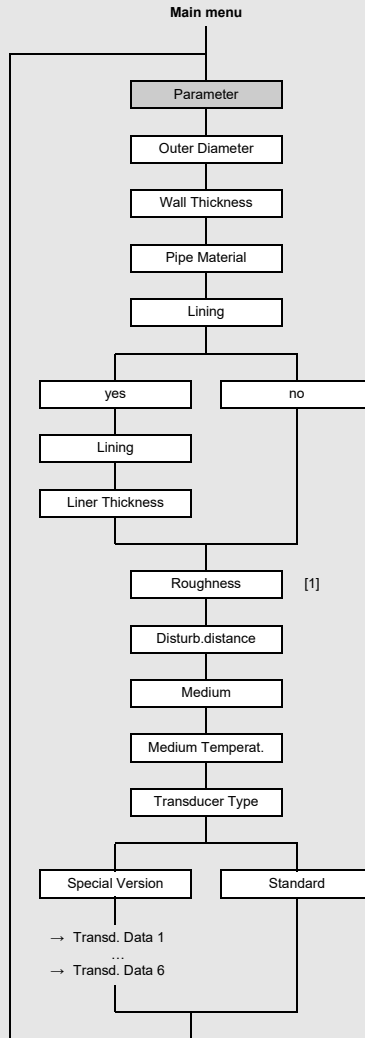 Main menu
Parameter
Outer Diameter
Wall Thickness
Pipe Material
Lining
yes
no
Lining
Liner Thickness
Roughness [1]
Disturb.distance
Medium
Medium Temperat.
Transducer Type
Special Version
Standard
→ Transd. Data 1
…
→ Transd. Data 6